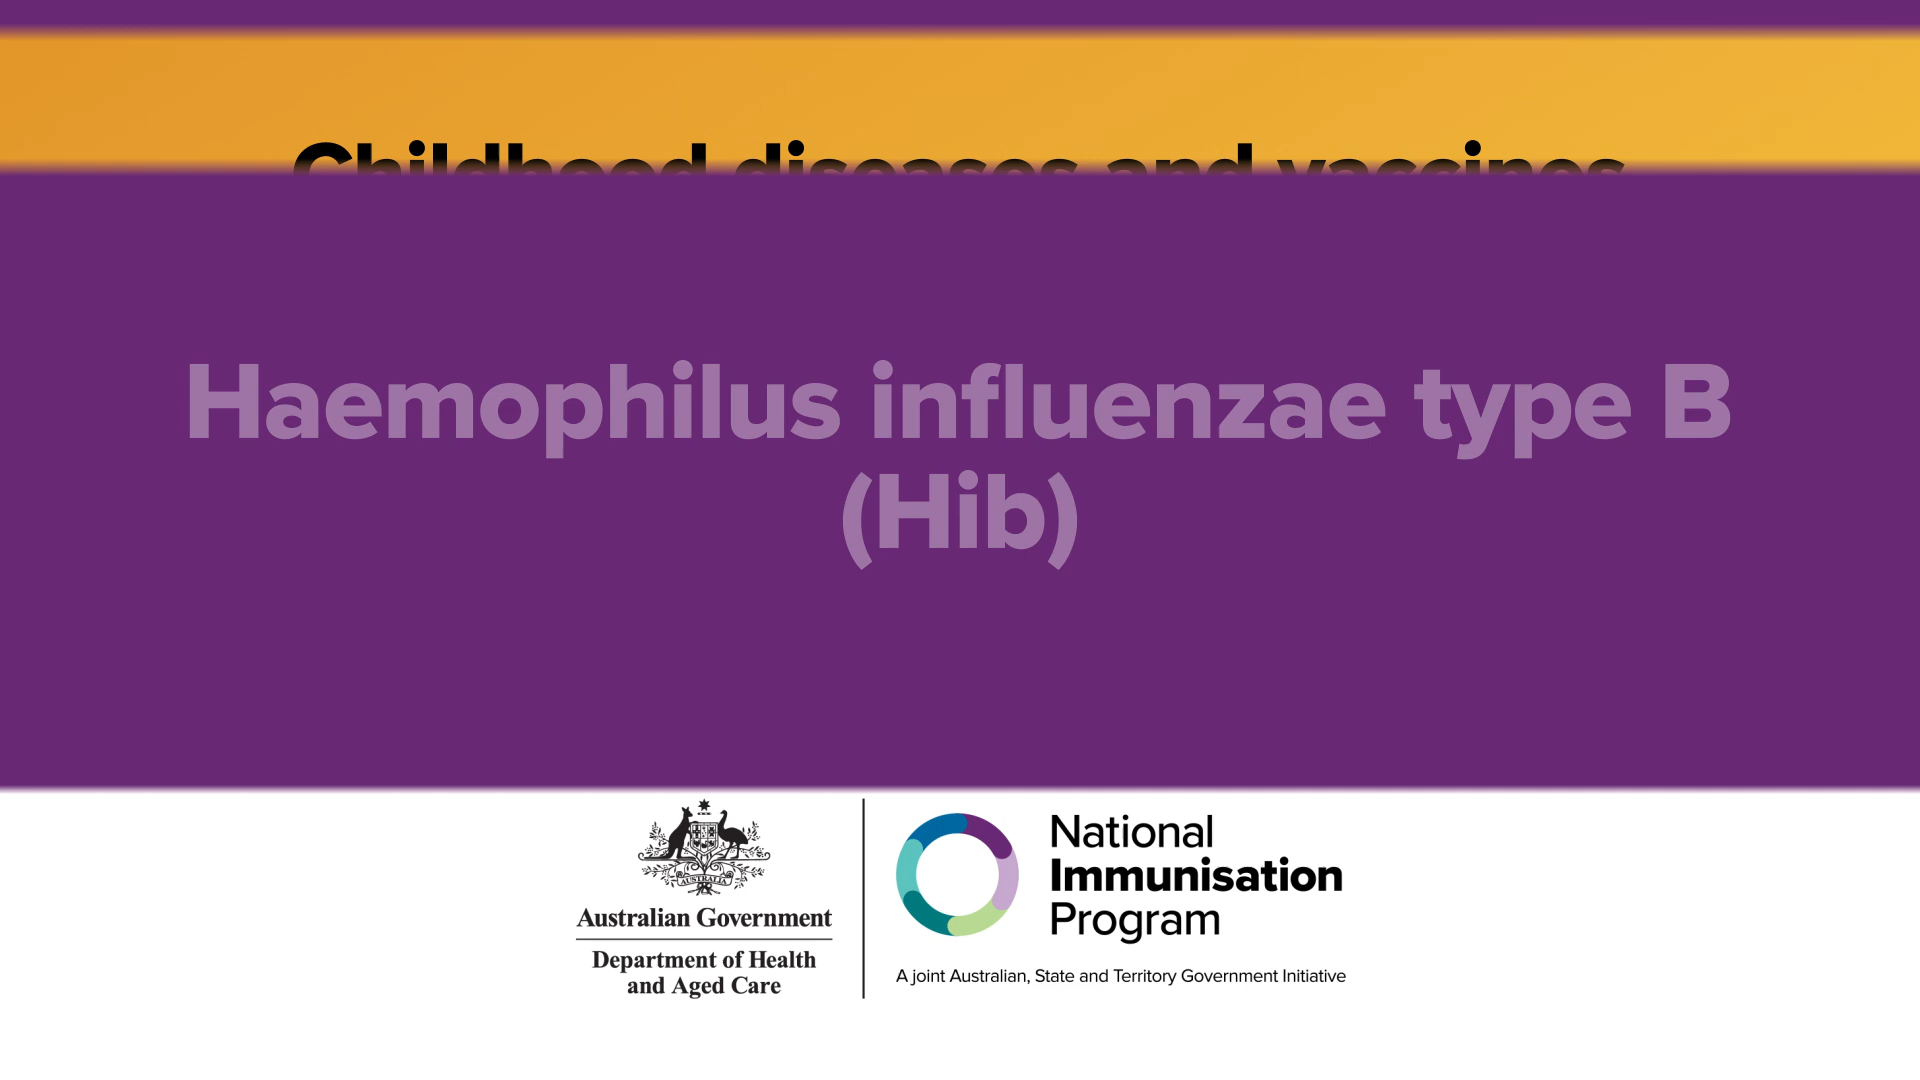 Childhood diseases and vaccines
Haemophilus influenzae type B
(Hib)
AUSTRALIA
Australian Government
Department of Health
and Aged Care
National
Immunisation
Program
A joint Australian, State and Territory Government Initiative